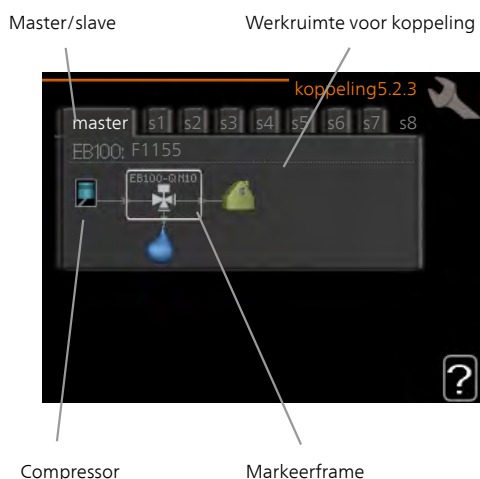 Master/slave Werkruimte voor koppeling
koppeling5.2.3
master s1 s2 s3 s4 s5 s6 s7 s8
EB100: F1155
EB100-QN10
?
Compressor Markeerframe